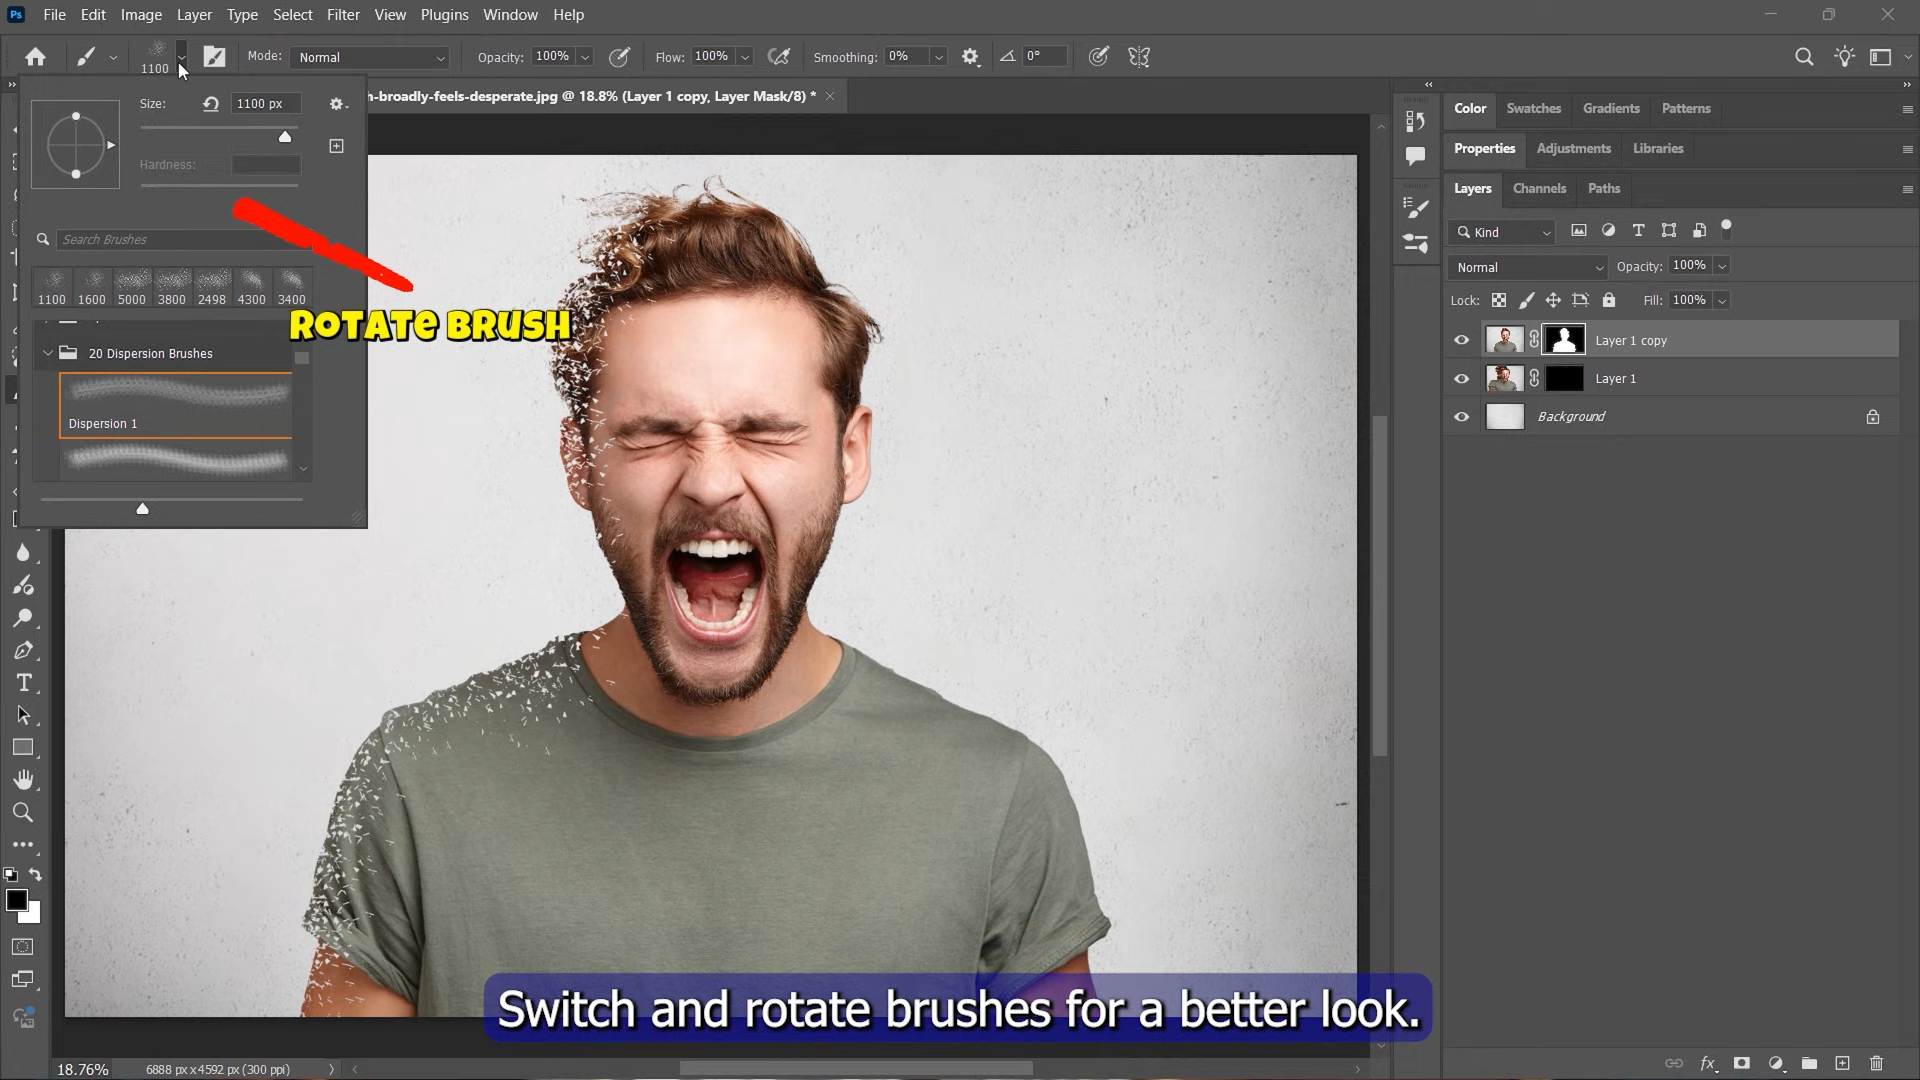 Ps File Edit Image Layer Type Select Filter View Plugins Window Help
1100 Mode: Normal Opacity: 100% Flow: 100% Smoothing: 0% 0°
h-broadly-feels-desperate.jpg @ 18.8% (Layer 1 copy, Layer Mask/8) *
Size: 1100 px
Hardness:
Search Brushes
1100 1600 5000 3800 2498 4300 3400
ROTATE BRUSH
20 Dispersion Brushes
Dispersion 1
Color Swatches Gradients Patterns
Properties Adjustments Libraries
Layers Channels Paths
Kind
Normal Opacity: 100%
Lock: Fill: 100%
Layer 1 copy
Layer 1
Background
fx
Switch and rotate brushes for a better look.
18.76% 6888 px x 4592 px (300 ppi)